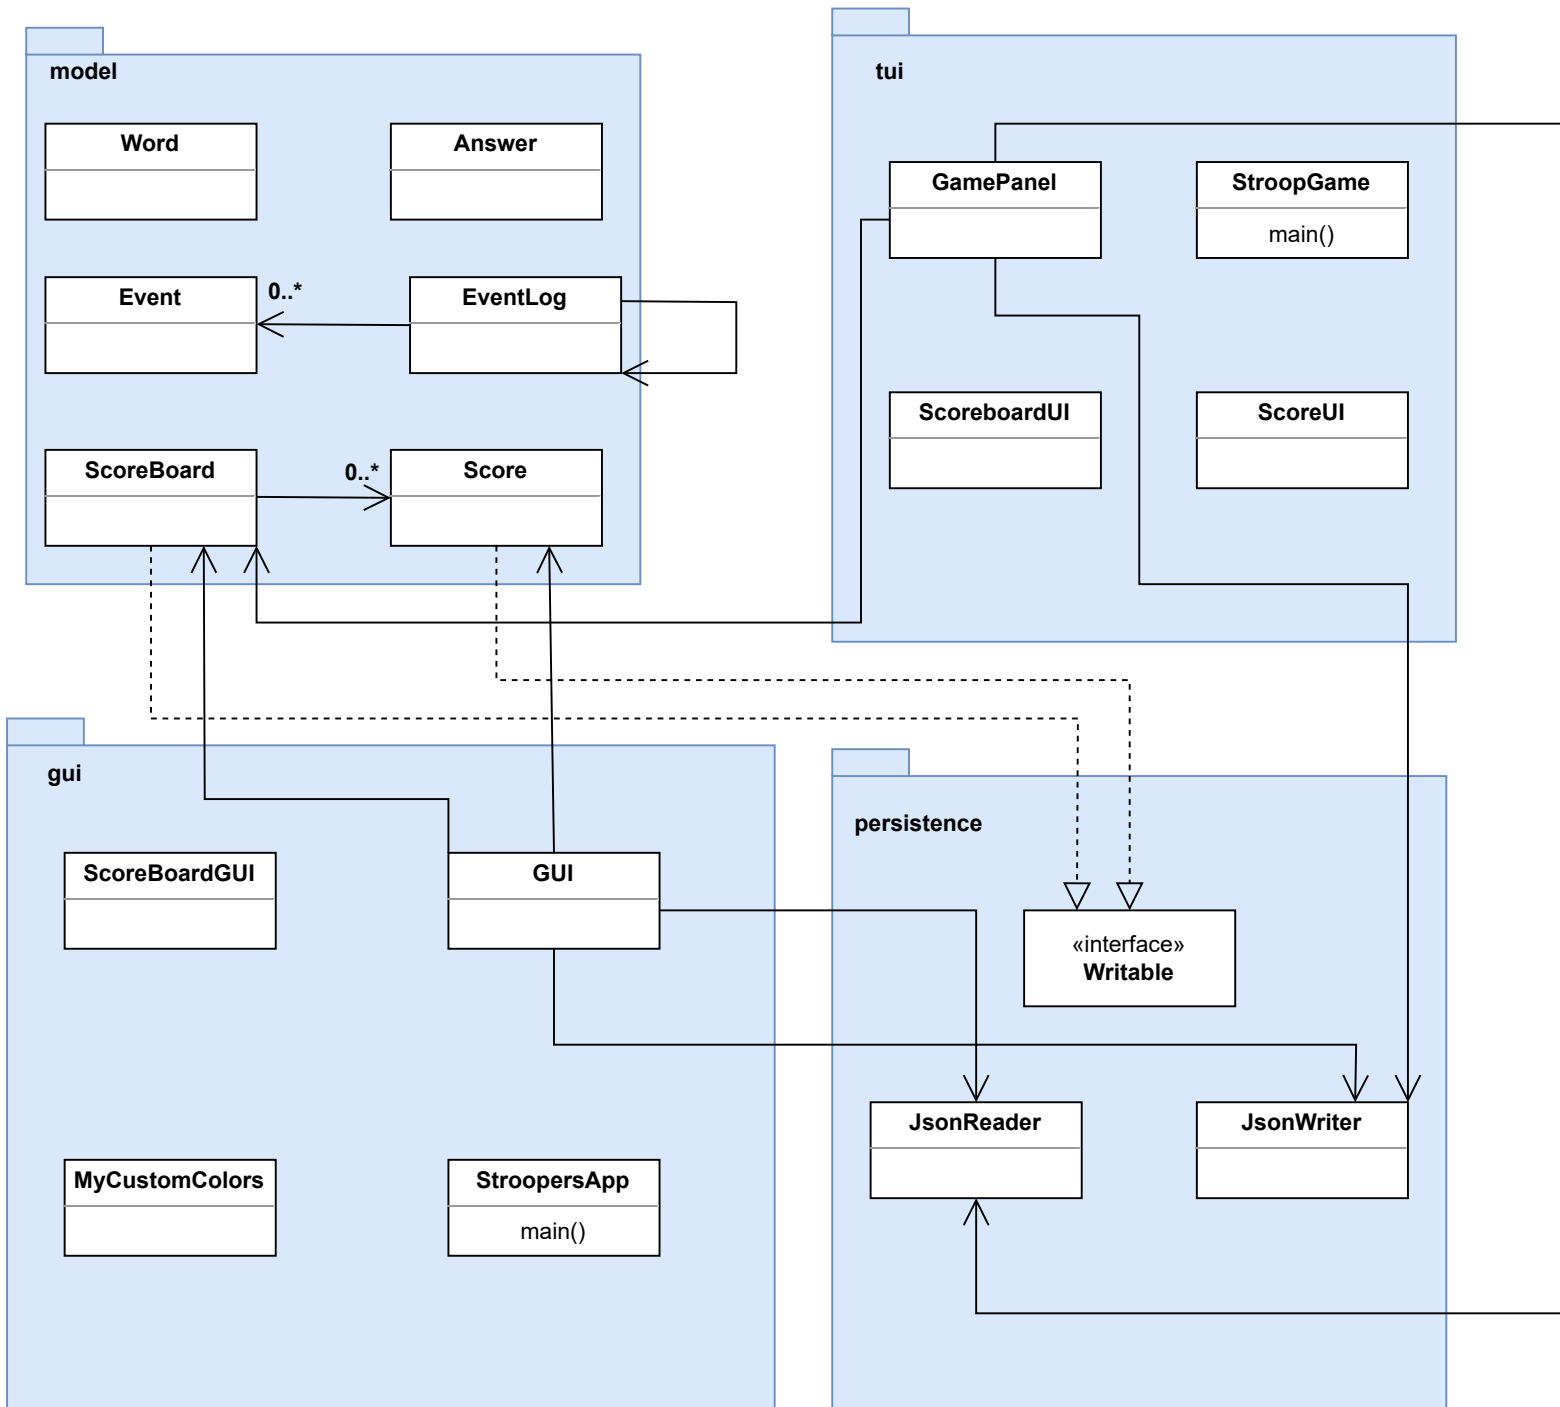 model
Word
Answer
Event
0..*
EventLog
ScoreBoard
0..*
Score
tui
GamePanel
StroopGame
main()
ScoreboardUI
ScoreUI
gui
ScoreBoardGUI
GUI
MyCustomColors
StroopersApp
main()
persistence
«interface»
Writable
JsonReader
JsonWriter